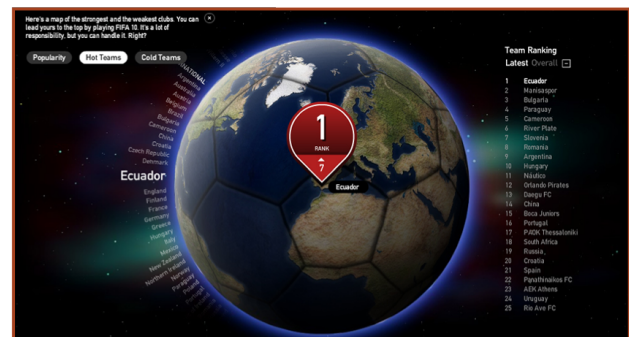 Here's a map of the strongest and the weakest clubs. You can
lead yours to the top by playing FIFA 10. It's a lot of
responsibility, but you can handle it. Right?
Popularity
Hot Teams
Cold Teams
Argentina
Australia
Austria
Belgium
Brazil
Bulgaria
Cameroon
China
Croatia
Czech Republic
Denmark
Ecuador
England
Finland
France
Germany
Greece
Hungary
Italy
Mexico
New Zealand
Northern Ireland
Norway
Paraguay
Poland
1
RANK
7
Ecuador
Team Ranking
Latest Overall
1 Ecuador
2 Manisaspor
3 Bulgaria
4 Paraguay
5 Cameroon
6 River Plate
7 Slovenia
8 Romania
9 Argentina
10 Hungary
11 Náutico
12 Orlando Pirates
13 Daegu FC
14 China
15 Boca Juniors
16 Portugal
17 PAOK Thessaloniki
18 South Africa
19 Russia
20 Croatia
21 Spain
22 Panathinaikos FC
23 AEK Athens
24 Uruguay
25 Rio Ave FC